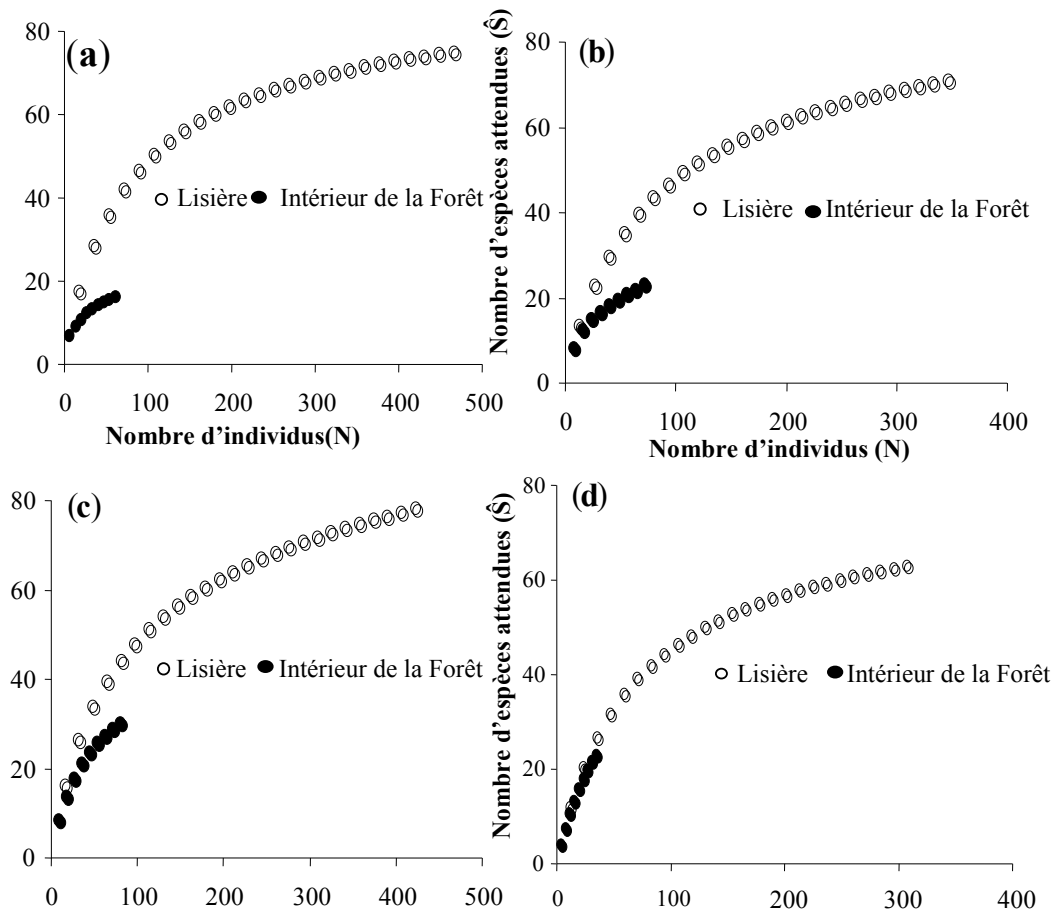 (a)
80
60
40
20
0
Lisière Intérieur de la Forêt
0 100 200 300 400 500
Nombre d'individus(N)
(b)
Nombre d'espèces attendues (Ŝ)
80
60
40
20
0
Lisière Intérieur de la Forêt
0 100 200 300 400
Nombre d'individus (N)
(c)
80
60
40
20
0
Lisière Intérieur de la Forêt
0 100 200 300 400 500
(d)
Nombre d'espèces attendues (Ŝ)
80
60
40
20
0
Lisière Intérieur de la Forêt
0 100 200 300 400